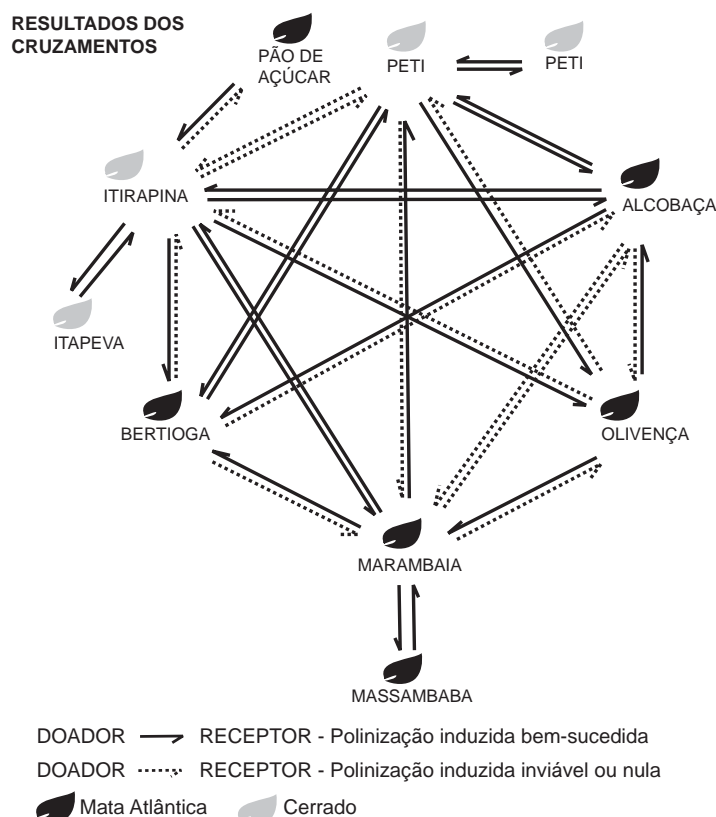 RESULTADOS DOS
CRUZAMENTOS
PÃO DE
AÇÚCAR
PETI
PETI
ITIRAPINA
ALCOBAÇA
ITAPEVA
BERTIOGA
OLIVENÇA
MARAMBAIA
MASSAMBABA
DOADOR RECEPTOR - Polinização induzida bem-sucedida
DOADOR RECEPTOR - Polinização induzida inviável ou nula
Mata Atlântica Cerrado